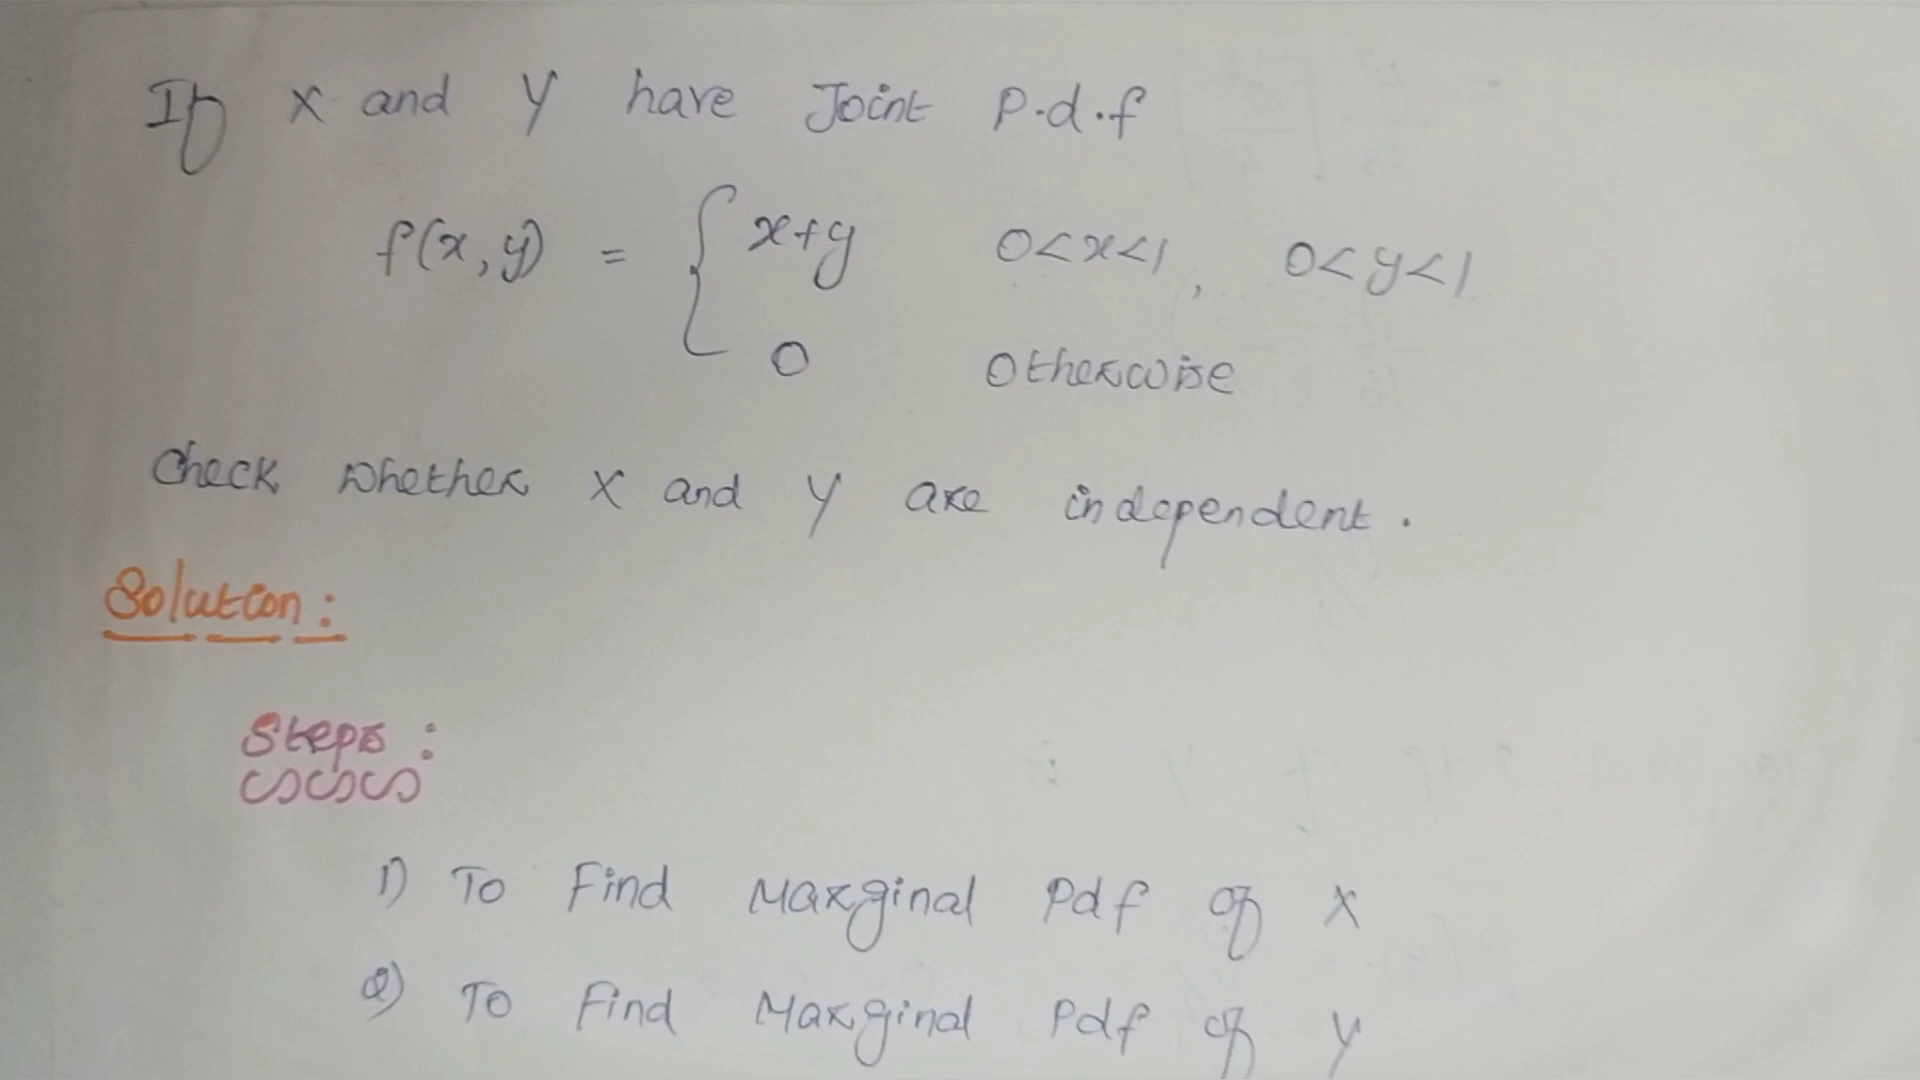 If X and Y have Joint P.d.f
f(x,y) = { x+y 0<x<1, 0<y<1
0 Otherwise
Check whether X and Y are independent.
Solution:
Steps:
1) To Find Marginal Pdf of X
2) To Find Marginal Pdf of Y